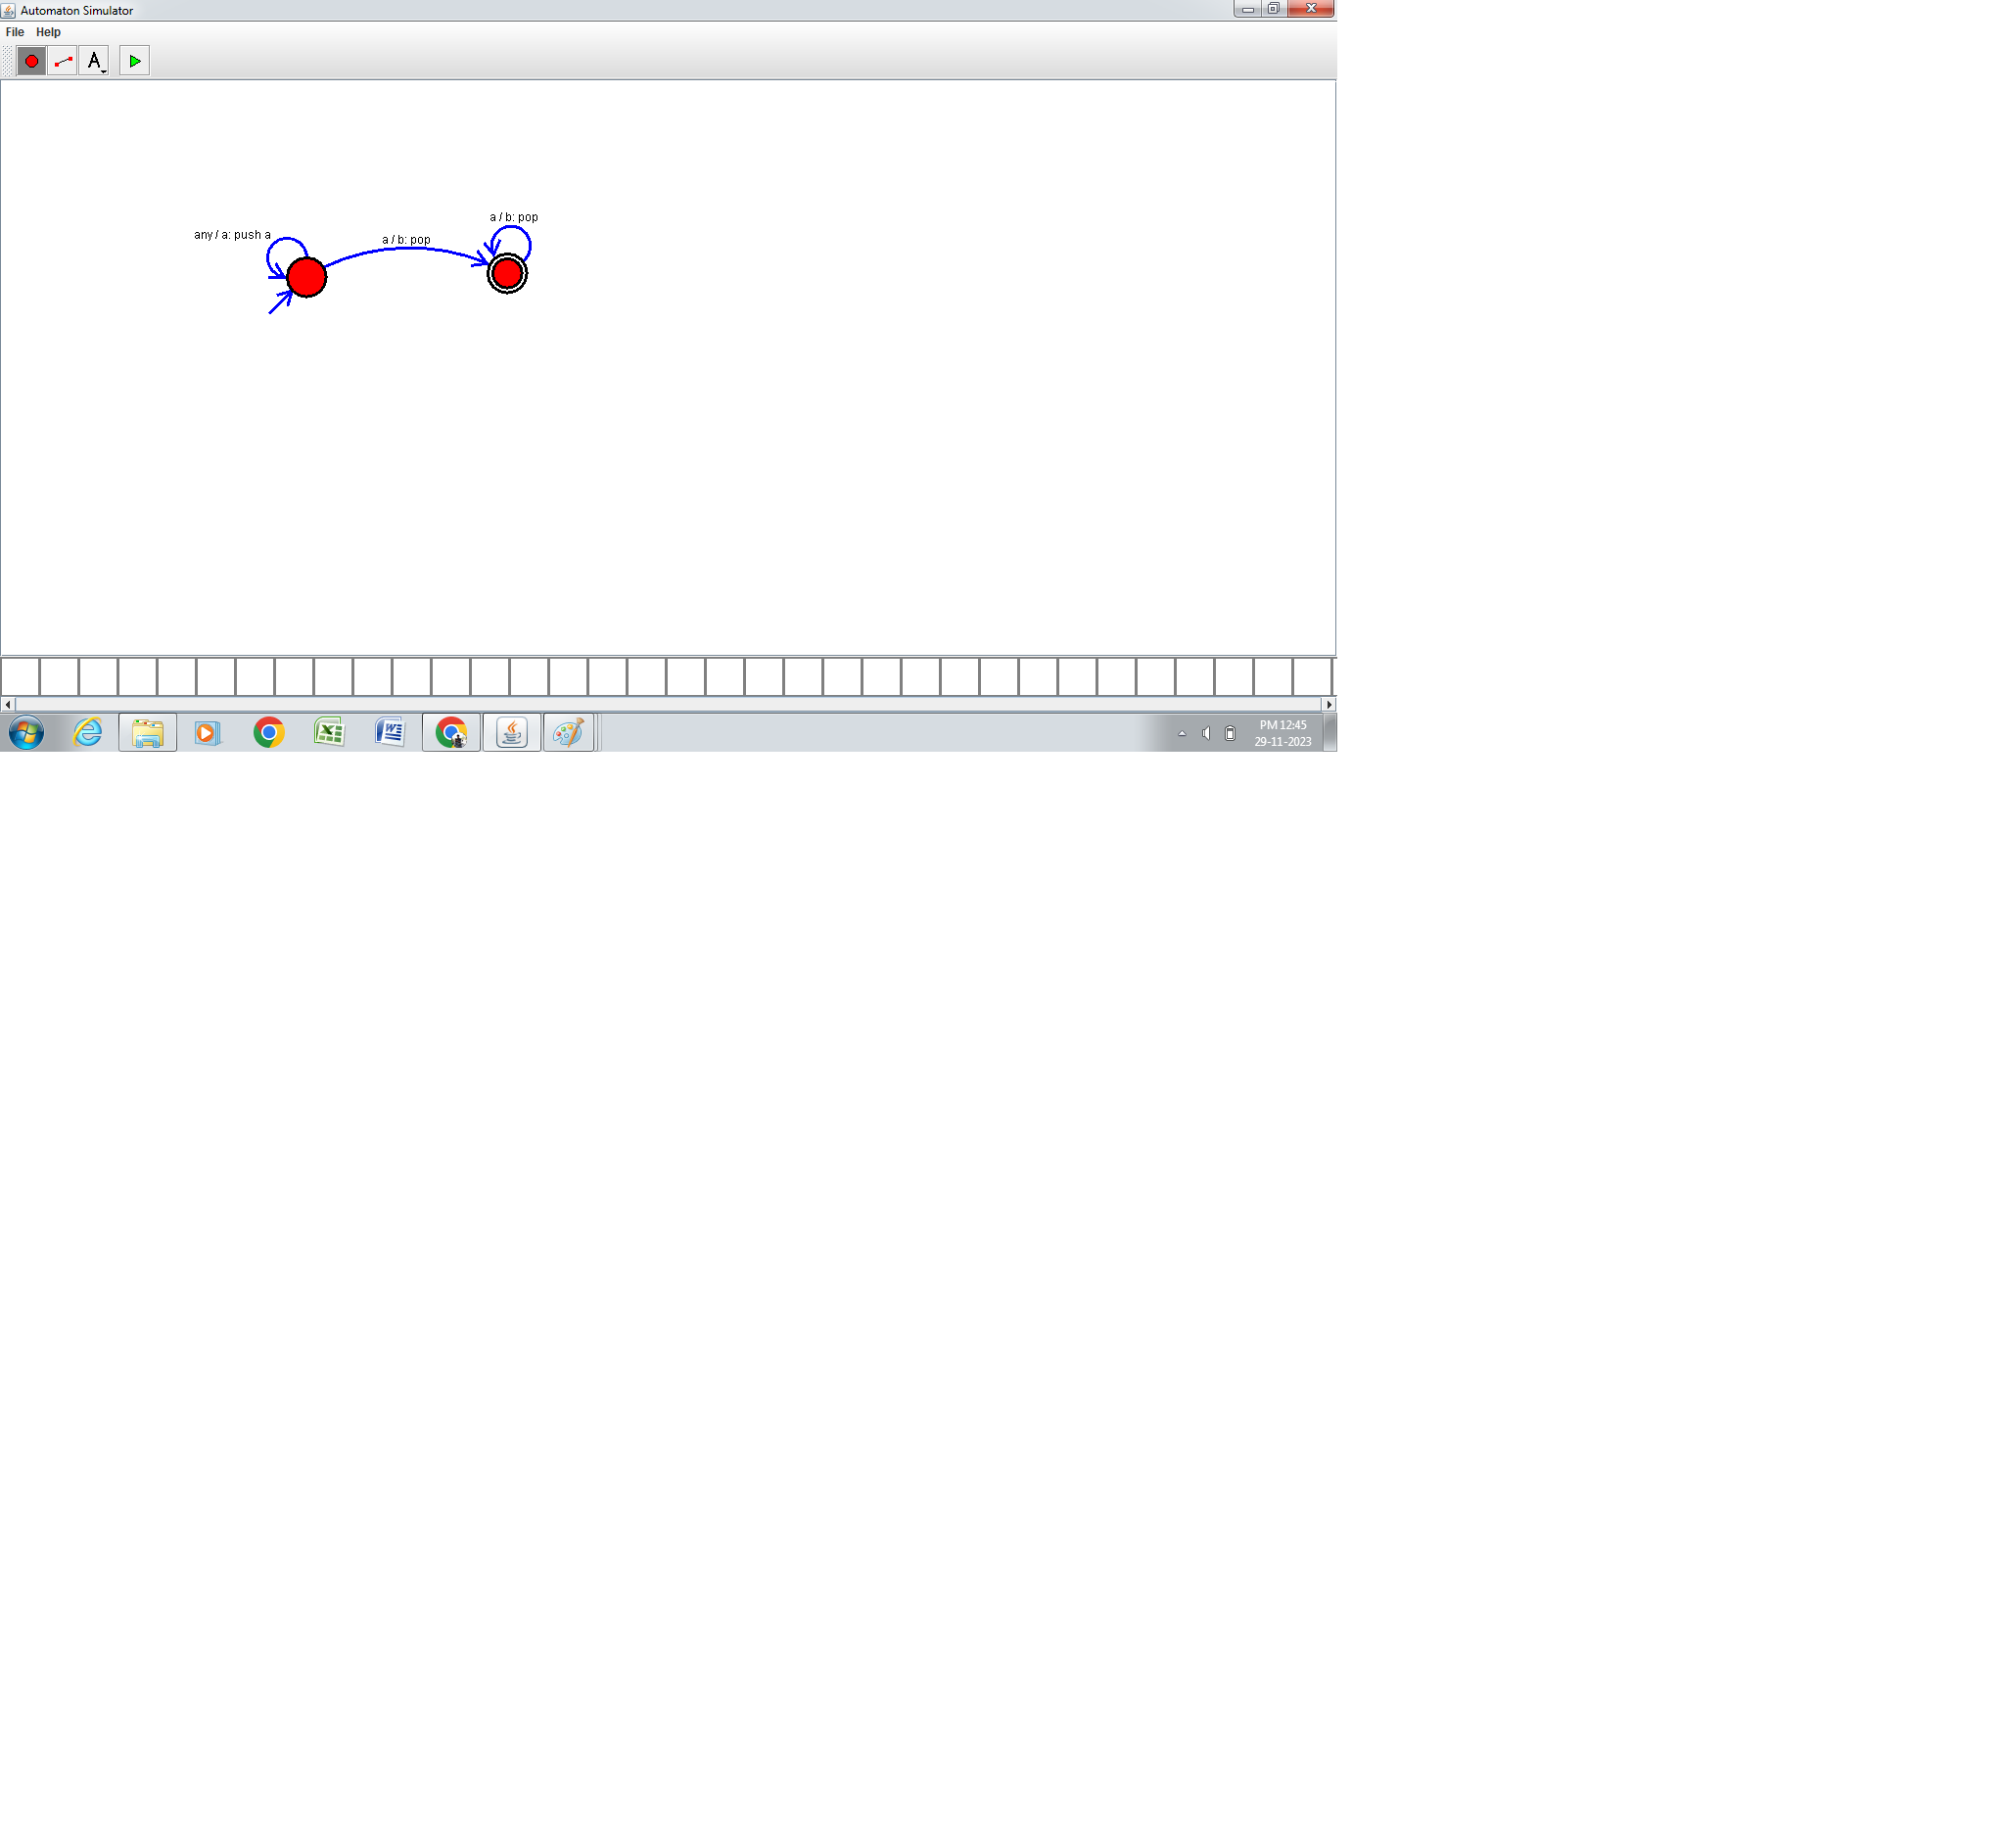 Automaton Simulator
File Help
A
a / b: pop
any / a: push a
a / b: pop
PM 12:45
29-11-2023